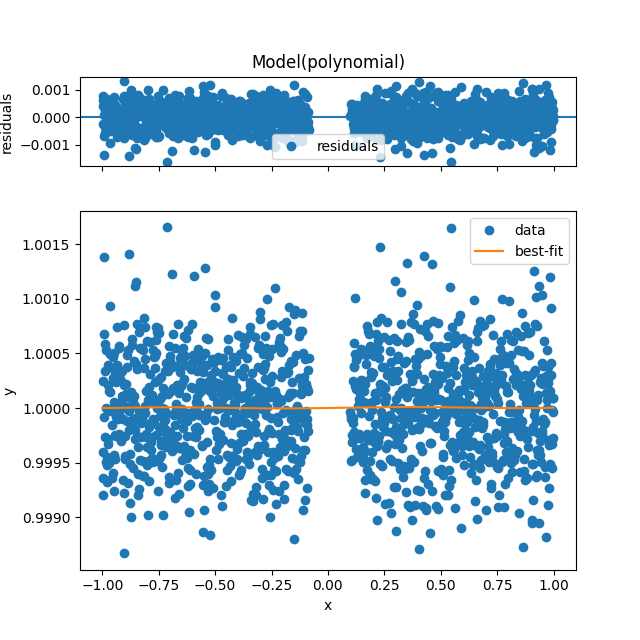 Model(polynomial)
0.001
0.000
−0.001
residuals
residuals
1.0015
1.0010
1.0005
1.0000
0.9995
0.9990
y
data
best-fit
−1.00 −0.75 −0.50 −0.25 0.00 0.25 0.50 0.75 1.00
x